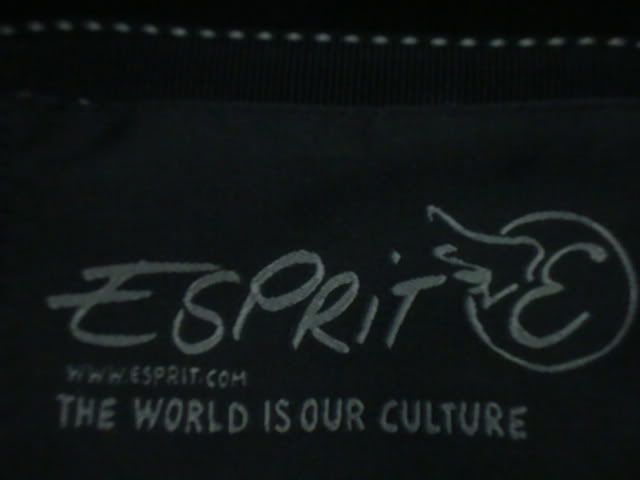 ESPRiT E
WWW.ESPRIT.COM
THE WORLD IS OUR CULTURE